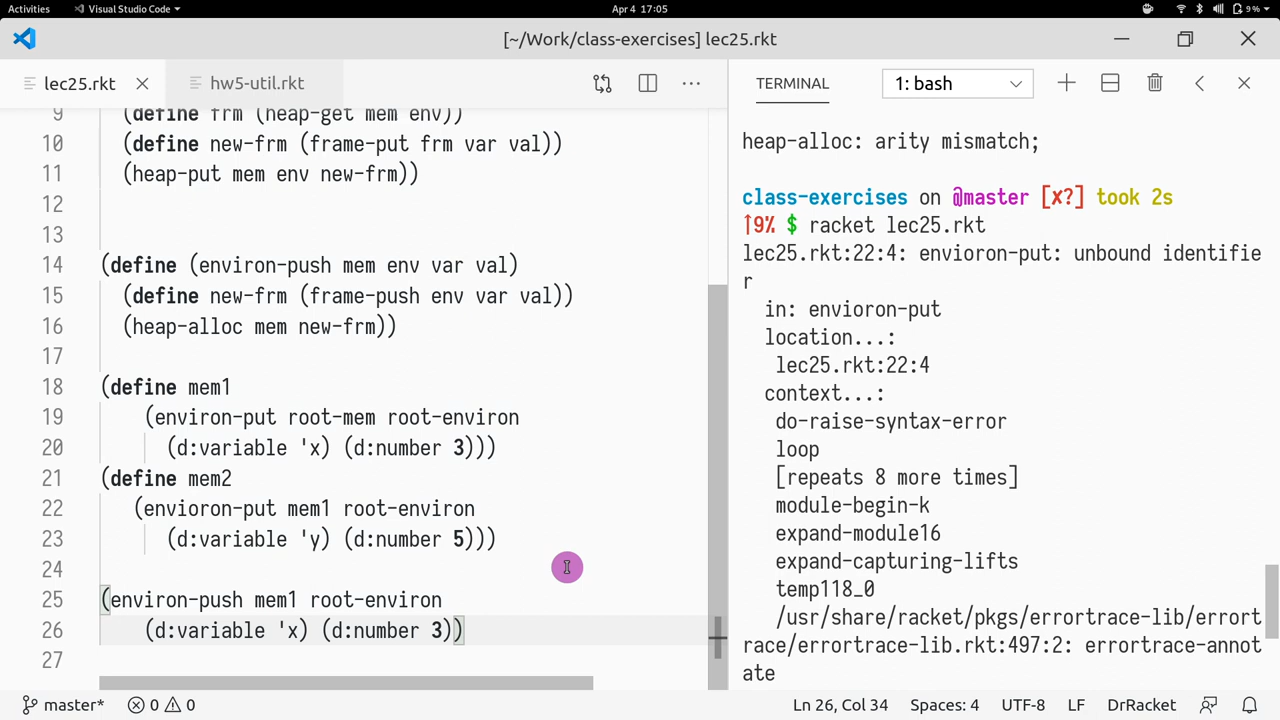 Activities Visual Studio Code Apr 4 17:05 9%
[~/Work/class-exercises] lec25.rkt
lec25.rkt hw5-util.rkt
TERMINAL 1: bash
9 (define frm (heap-get mem env))
10 (define new-frm (frame-put frm var val))
11 (heap-put mem env new-frm))
12
13
14 (define (environ-push mem env var val)
15 (define new-frm (frame-push env var val))
16 (heap-alloc mem new-frm))
17
18 (define mem1
19 (environ-put root-mem root-environ
20 (d:variable 'x) (d:number 3)))
21 (define mem2
22 (envioron-put mem1 root-environ
23 (d:variable 'y) (d:number 5)))
24
25 (environ-push mem1 root-environ
26 (d:variable 'x) (d:number 3))
27
heap-alloc: arity mismatch;
class-exercises on @master [✘?] took 2s
↑9% $ racket lec25.rkt
lec25.rkt:22:4: envioron-put: unbound identifie
r
in: envioron-put
location...:
lec25.rkt:22:4
context...:
do-raise-syntax-error
loop
[repeats 8 more times]
module-begin-k
expand-module16
expand-capturing-lifts
temp118_0
/usr/share/racket/pkgs/errortrace-lib/errort
race/errortrace-lib.rkt:497:2: errortrace-annot
ate
master* 0 0 Ln 26, Col 34 Spaces: 4 UTF-8 LF DrRacket